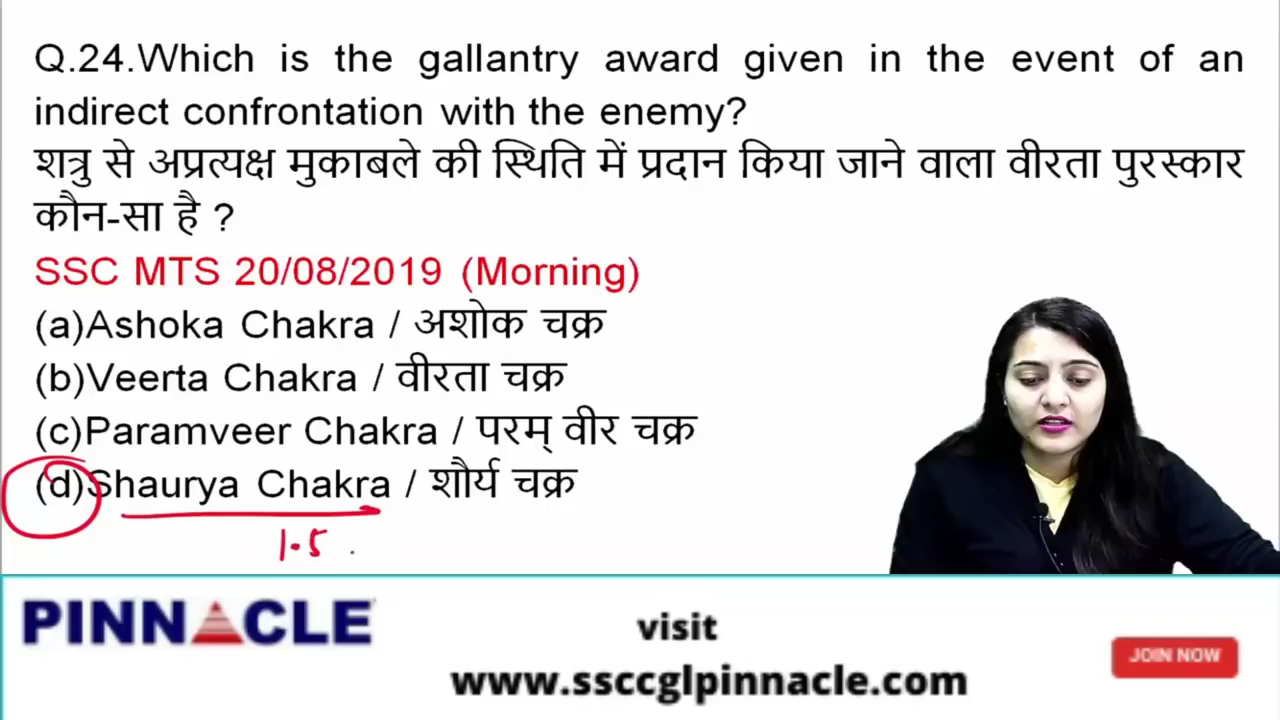 Q.24.Which is the gallantry award given in the event of an
indirect confrontation with the enemy?
शत्रु से अप्रत्यक्ष मुकाबले की स्थिति में प्रदान किया जाने वाला वीरता पुरस्कार
कौन-सा है ?
SSC MTS 20/08/2019 (Morning)
(a)Ashoka Chakra / अशोक चक्र
(b)Veerta Chakra / वीरता चक्र
(c)Paramveer Chakra / परम् वीर चक्र
(d)Shaurya Chakra / शौर्य चक्र
1.5
PINNACLE
visit
www.ssccglpinnacle.com
JOIN NOW